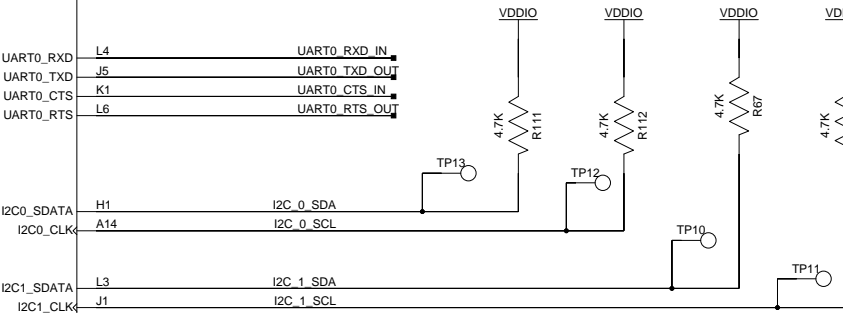 VDDIO VDDIO VDDIO VD
UART0_RXD L4 UART0_RXD_IN
UART0_TXD J5 UART0_TXD_OUT
UART0_CTS K1 UART0_CTS_IN
UART0_RTS L6 UART0_RTS_OUT
4.7K R111 4.7K R112 4.7K R67 4.7K
TP13
TP12
I2C0_SDATA H1 I2C_0_SDA
I2C0_CLK A14 I2C_0_SCL
TP10
TP11
I2C1_SDATA L3 I2C_1_SDA
I2C1_CLK J1 I2C_1_SCL